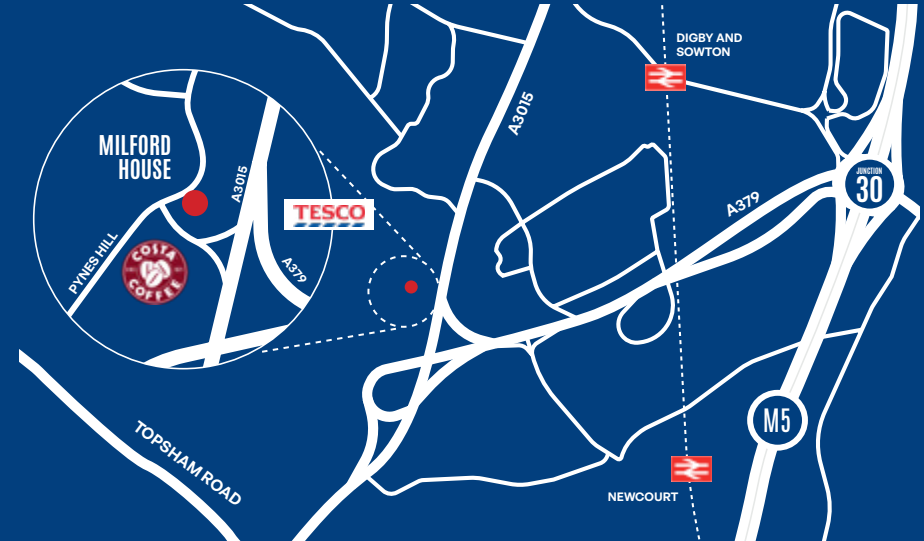 DIGBY AND
SOWTON
A3015
MILFORD
HOUSE
A3015
TESCO
JUNCTION
30
A379
PYNES HILL
COSTA
COFFEE
A379
M5
TOPSHAM ROAD
NEWCOURT